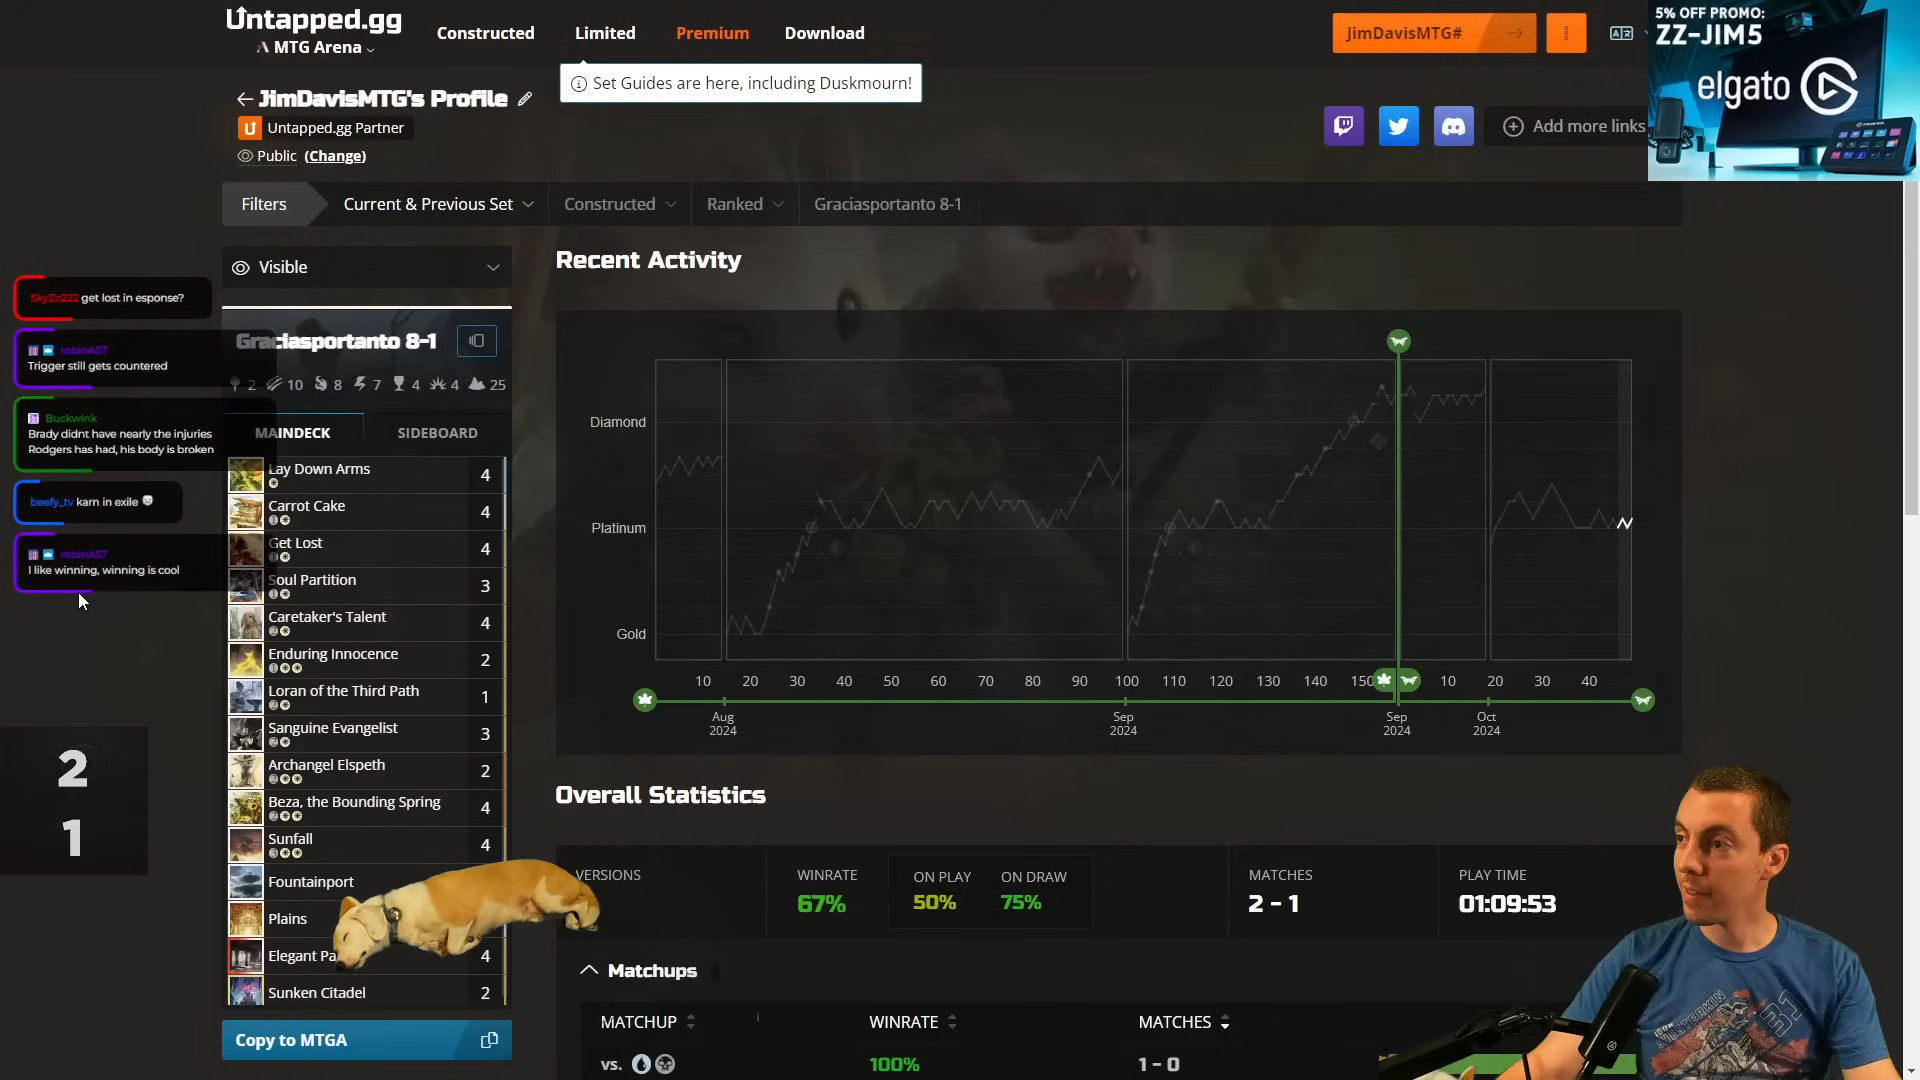 Untapped.gg
MTG Arena
Constructed
Limited
Premium
Download
JimDavisMTG#
5% OFF PROMO:
ZZ-JIM5
elgato
Set Guides are here, including Duskmourn!
JimDavisMTG's Profile
Untapped.gg Partner
Public (Change)
Add more links
Filters
Current & Previous Set
Constructed
Ranked
Graciasportanto 8-1
Visible
Recent Activity
SkyZo222 get lost in esponse?
robinA57
Trigger still gets countered
Buckwink
Brady didnt have nearly the injuries
Rodgers has had, his body is broken
beefy_tv karn in exile
robinA57
I like winning, winning is cool
2
1
Graciasportanto 8-1
2 10 8 7 4 4 25
MAINDECK
SIDEBOARD
Lay Down Arms 4
Carrot Cake 4
Get Lost 4
Soul Partition 3
Caretaker's Talent 4
Enduring Innocence 2
Loran of the Third Path 1
Sanguine Evangelist 3
Archangel Elspeth 2
Beza, the Bounding Spring 4
Sunfall 4
Fountainport
Plains
Elegant Pa 4
Sunken Citadel 2
Copy to MTGA
Diamond
Platinum
Gold
10 20 30 40 50 60 70 80 90 100 110 120 130 140 150 10 20 30 40
Aug
2024
Sep
2024
Sep
2024
Oct
2024
Overall Statistics
VERSIONS
WINRATE
67%
ON PLAY
50%
ON DRAW
75%
MATCHES
2 - 1
PLAY TIME
01:09:53
Matchups
MATCHUP
WINRATE
MATCHES
vs.
100%
1 - 0
31